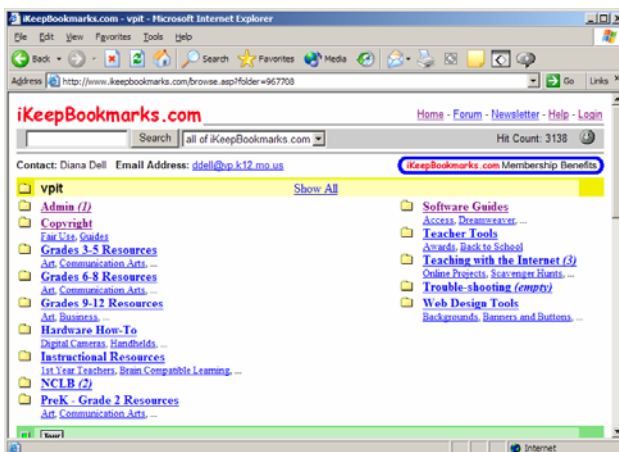 iKeepBookmarks.com - vpit - Microsoft Internet Explorer
File Edit View Favorites Tools Help
Back Search Favorites Media
Address http://www.ikeepbookmarks.com/browse.asp?folder=967708 Go Links »
iKeepBookmarks.com Home - Forum - Newsletter - Help - Login
Search all of iKeepBookmarks.com Hit Count: 3138
Contact: Diana Dell Email Address: ddell@vp.k12.mo.us iKeepBookmarks.com Membership Benefits
vpit Show All
Admin (1)
Copyright
Fair Use, Guides
Grades 3-5 Resources
Art, Communication Arts, ...
Grades 6-8 Resources
Art, Communication Arts, ...
Grades 9-12 Resources
Art, Business, ...
Hardware How-To
Digital Cameras, Handhelds, ...
Instructional Resources
1st Year Teachers, Brain Compatible Learning, ...
NCLB (2)
PreK - Grade 2 Resources
Art, Communication Arts, ...
Software Guides
Access, Dreamweaver, ...
Teacher Tools
Awards, Back to School
Teaching with the Internet (3)
Online Projects, Scavenger Hunts, ...
Trouble-shooting (empty)
Web Design Tools
Backgrounds, Banners and Buttons, ...
Tour
Internet